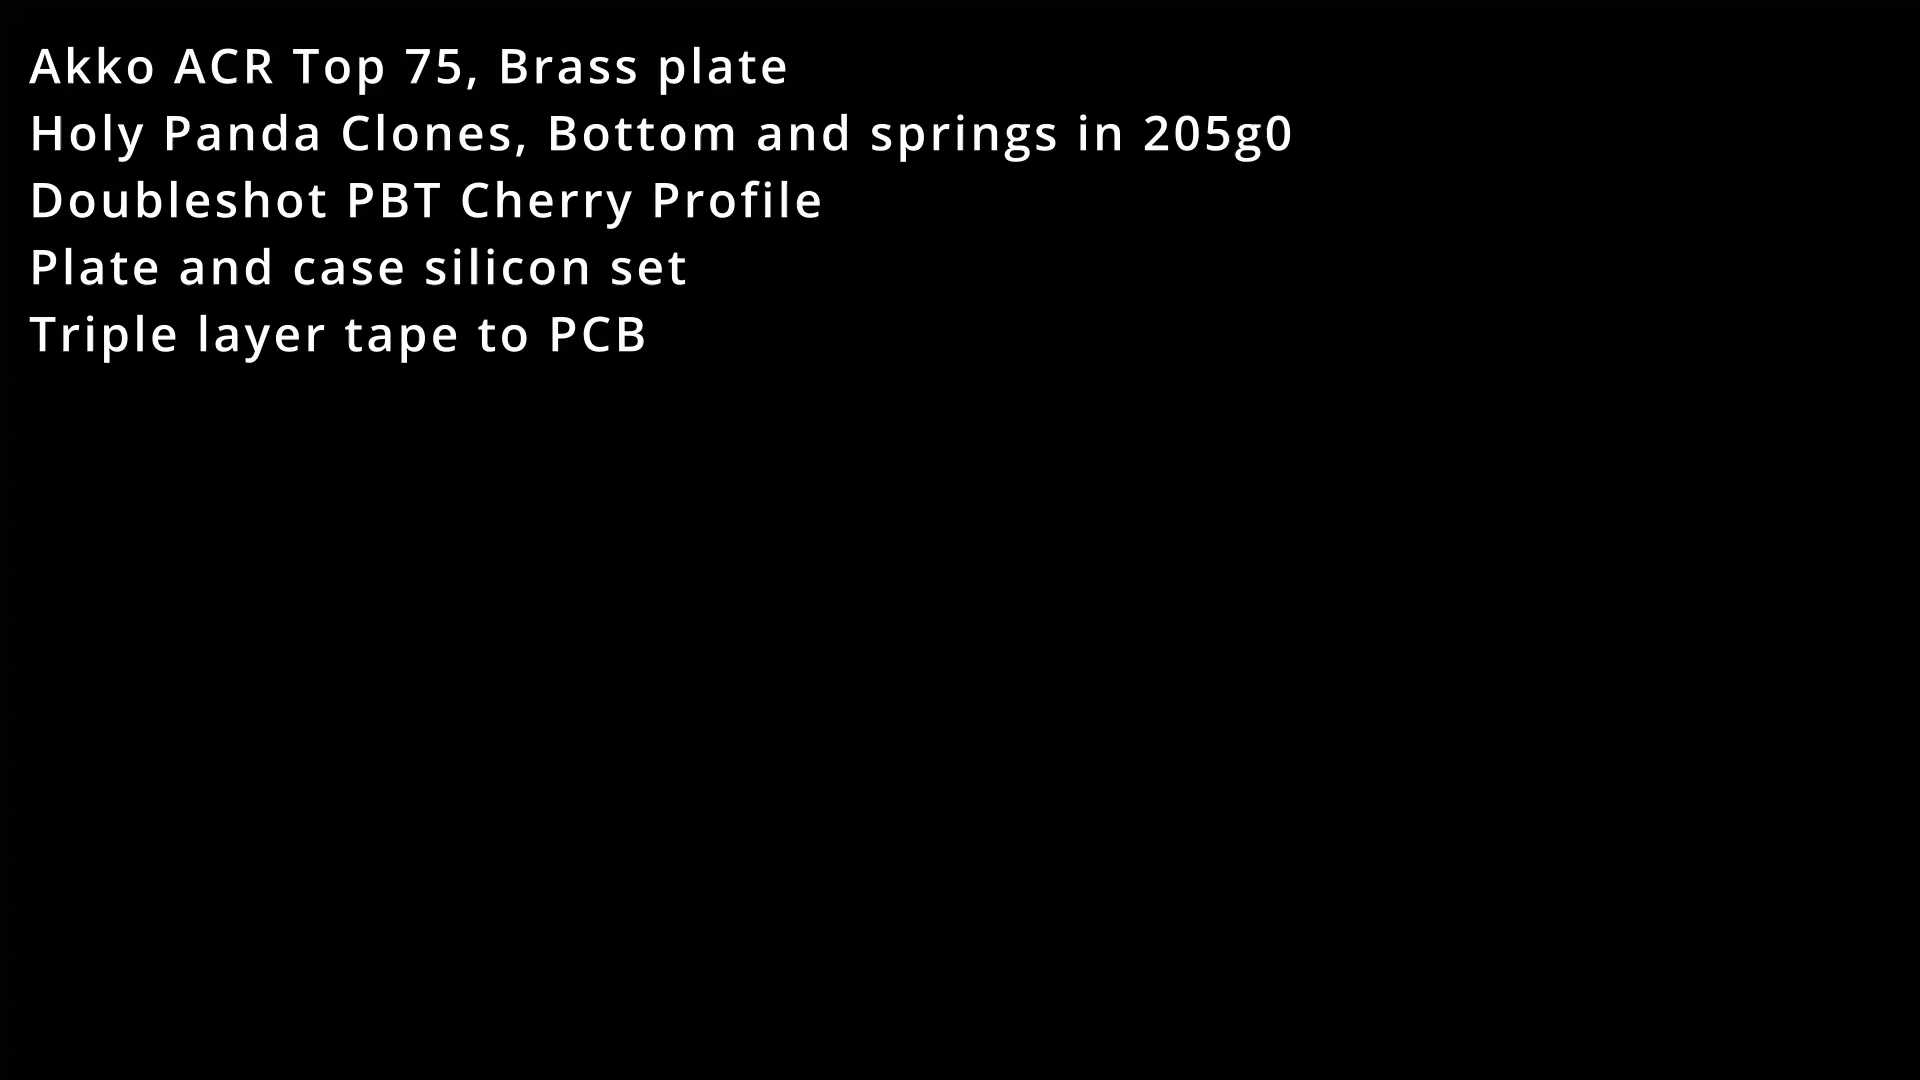 Akko ACR Top 75, Brass plate
Holy Panda Clones, Bottom and springs in 205g0
Doubleshot PBT Cherry Profile
Plate and case silicon set
Triple layer tape to PCB